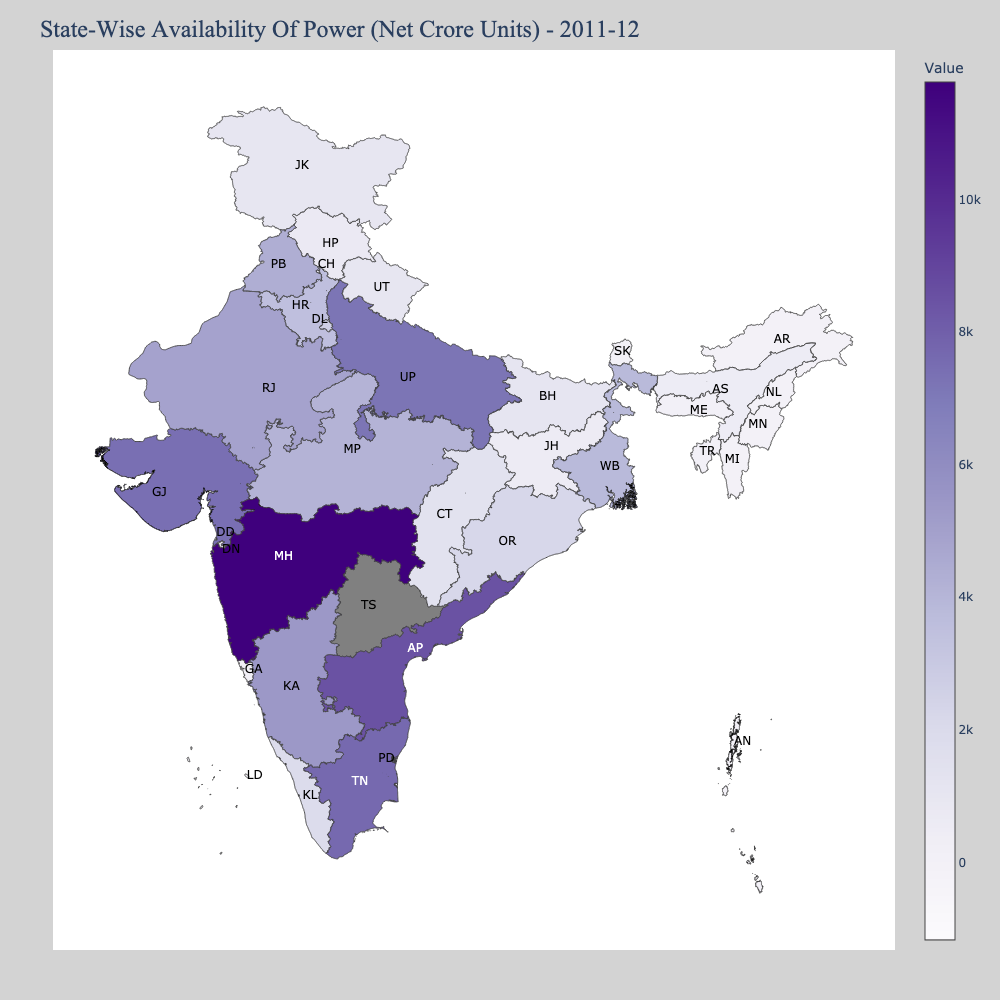 State-Wise Availability Of Power (Net Crore Units) - 2011-12
Value
JK
HP
CH
PB
UT
HR
DL
10k
8k
6k
4k
2k
0
AR
SK
UP
RJ
BH
AS
NL
ME
MN
MP
JH
TR
MI
WB
GJ
CT
DD
DN
OR
MH
TS
AP
GA
KA
AN
PD
LD
TN
KL